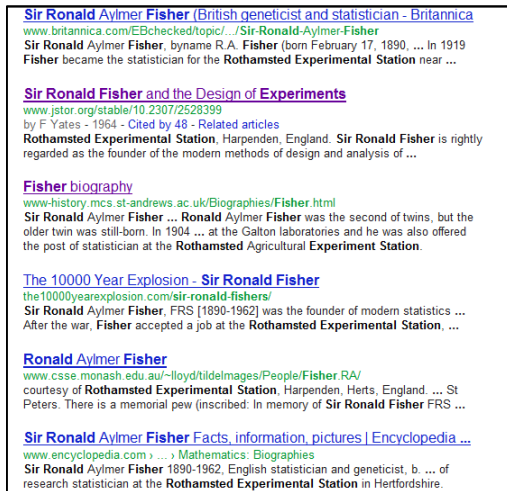 Sir Ronald Aylmer Fisher (British geneticist and statistician - Britannica
www.britannica.com/EBchecked/topic/.../Sir-Ronald-Aylmer-Fisher
Sir Ronald Aylmer Fisher, byname R.A. Fisher (born February 17, 1890, ... In 1919
Fisher became the statistician for the Rothamsted Experimental Station near ...
Sir Ronald Fisher and the Design of Experiments
www.jstor.org/stable/10.2307/2528399
by F Yates - 1964 - Cited by 48 - Related articles
Rothamsted Experimental Station, Harpenden, England. Sir Ronald Fisher is rightly
regarded as the founder of the modern methods of design and analysis of ...
Fisher biography
www-history.mcs.st-andrews.ac.uk/Biographies/Fisher.html
Sir Ronald Aylmer Fisher ... Ronald Aylmer Fisher was the second of twins, but the
older twin was still-born. In 1904 ... at the Galton laboratories and he was also offered
the post of statistician at the Rothamsted Agricultural Experiment Station.
The 10000 Year Explosion - Sir Ronald Fisher
the10000yearexplosion.com/sir-ronald-fishers/
Sir Ronald Aylmer Fisher, FRS [1890-1962] was the founder of modern statistics ...
After the war, Fisher accepted a job at the Rothamsted Experimental Station, ...
Ronald Aylmer Fisher
www.csse.monash.edu.au/~lloyd/tildeImages/People/Fisher.RA/
courtesy of Rothamsted Experimental Station, Harpenden, Herts, England. ... St
Peters. There is a memorial pew (inscribed: In memory of Sir Ronald Fisher FRS ...
Sir Ronald Aylmer Fisher Facts, information, pictures | Encyclopedia ...
www.encyclopedia.com › ... › Mathematics: Biographies
Sir Ronald Aylmer Fisher 1890-1962, English statistician and geneticist, b. ... of
research statistician at the Rothamsted Experimental Station in Hertfordshire.